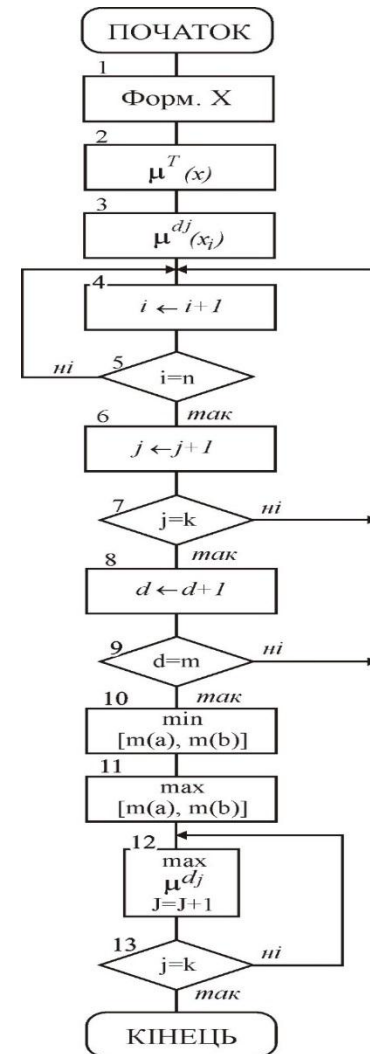 ПОЧАТОК
1
Форм. X
2
μ^T (x)
3
μ^dj (x_i)
4
i ← i+1
5
ні
i=n
так
6
j ← j+1
7
j=k
ні
так
8
d ← d+1
9
d=m
ні
так
10
min
[m(a), m(b)]
11
max
[m(a), m(b)]
12
max
μ^dj
J=J+1
13
j=k
ні
так
КІНЕЦЬ